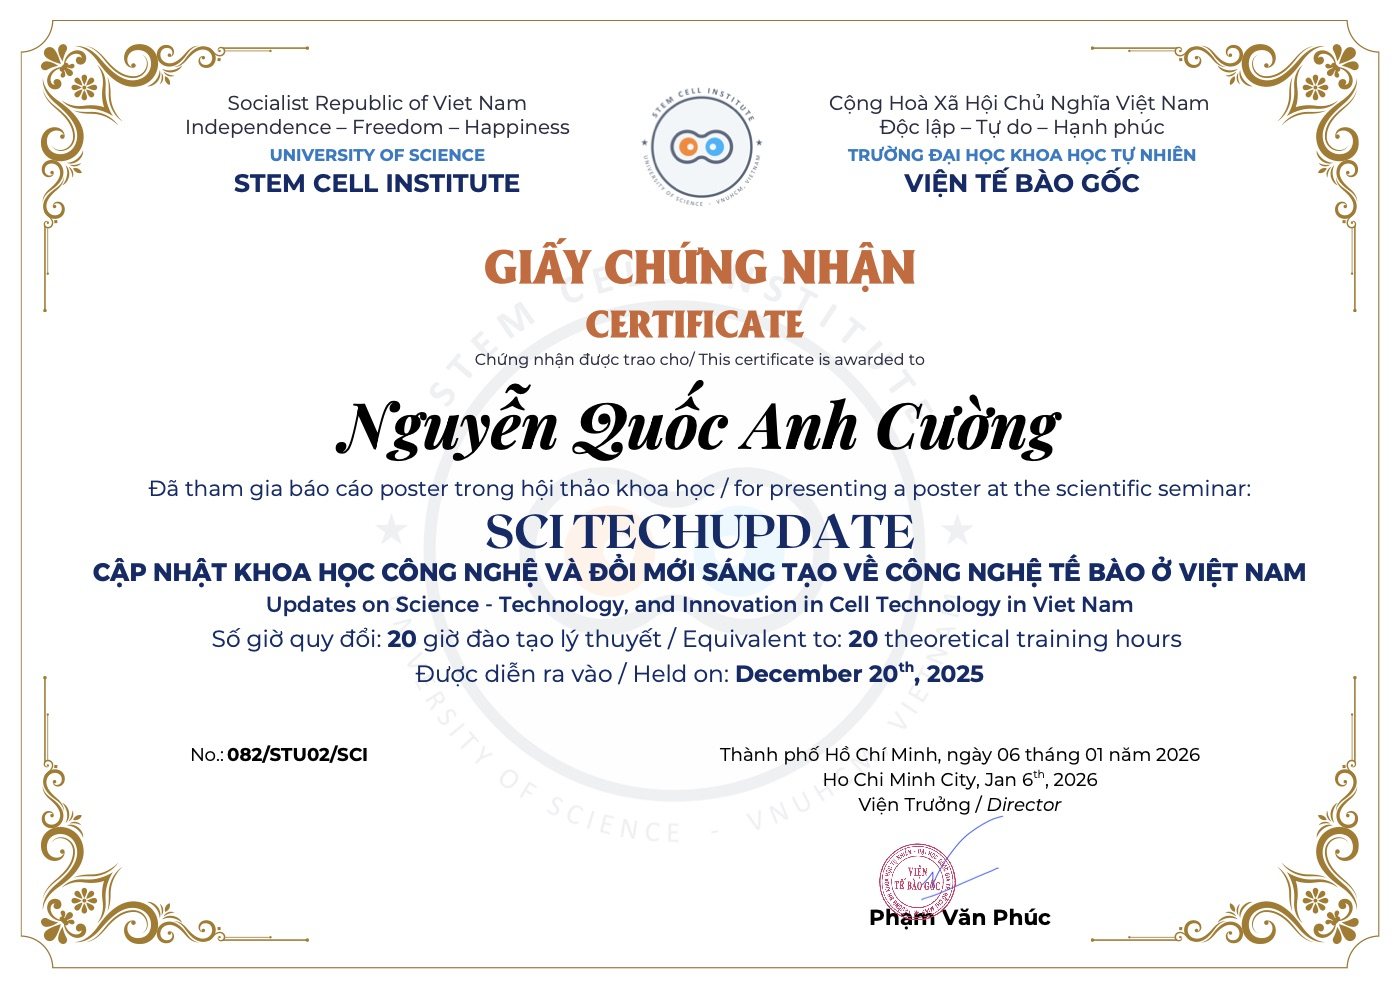 Socialist Republic of Viet Nam
Independence – Freedom – Happiness
UNIVERSITY OF SCIENCE
STEM CELL INSTITUTE
STEM CELL INSTITUTE
UNIVERSITY OF SCIENCE - VNUHCM, VIETNAM
Cộng Hoà Xã Hội Chủ Nghĩa Việt Nam
Độc lập – Tự do – Hạnh phúc
TRƯỜNG ĐẠI HỌC KHOA HỌC TỰ NHIÊN
VIỆN TẾ BÀO GỐC
GIẤY CHỨNG NHẬN
CERTIFICATE
Chứng nhận được trao cho/ This certificate is awarded to
Nguyễn Quốc Anh Cường
Đã tham gia báo cáo poster trong hội thảo khoa học / for presenting a poster at the scientific seminar:
SCI TECHUPDATE
CẬP NHẬT KHOA HỌC CÔNG NGHỆ VÀ ĐỔI MỚI SÁNG TẠO VỀ CÔNG NGHỆ TẾ BÀO Ở VIỆT NAM
Updates on Science - Technology, and Innovation in Cell Technology in Viet Nam
Số giờ quy đổi: 20 giờ đào tạo lý thuyết / Equivalent to: 20 theoretical training hours
Được diễn ra vào / Held on: December 20th, 2025
No.: 082/STU02/SCI
Thành phố Hồ Chí Minh, ngày 06 tháng 01 năm 2026
Ho Chi Minh City, Jan 6th, 2026
Viện Trưởng / Director
VIỆN
TẾ BÀO GỐC
Phạm Văn Phúc